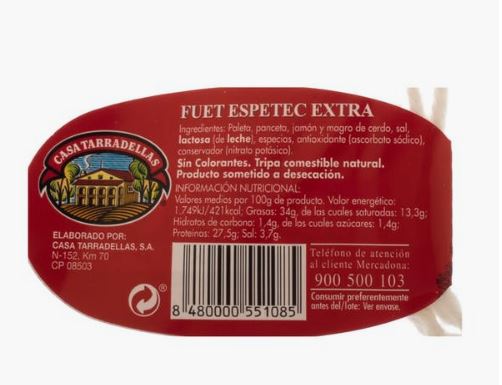 FUET ESPETEC EXTRA
Ingredientes: Paleta, panceta, jamón y magro de cerdo, sal,
lactosa (de leche), especios, antioxidante (ascorbato sódico),
conservador (nitrato potásico).
Sin Colorantes. Tripa comestible natural.
Producto sometido a desecación.
INFORMACIÓN NUTRICIONAL:
Valores medios por 100g de producto. Valor energético:
1.749kJ/421kcal; Grasas: 34g, de las cuales saturadas: 13,3g;
Hidratos de carbono: 1,4g, de los cuales azúcares: 1,4g;
Proteínas: 27,5g; Sal: 3,7g.
CASA TARRADELLAS
ELABORADO POR:
CASA TARRADELLAS, S.A.
N-152, Km 70
CP 08503
8 480000 551085
Teléfono de atención
al cliente Mercadona:
900 500 103
Consumir preferentemente
antes del/lote: Ver envase.